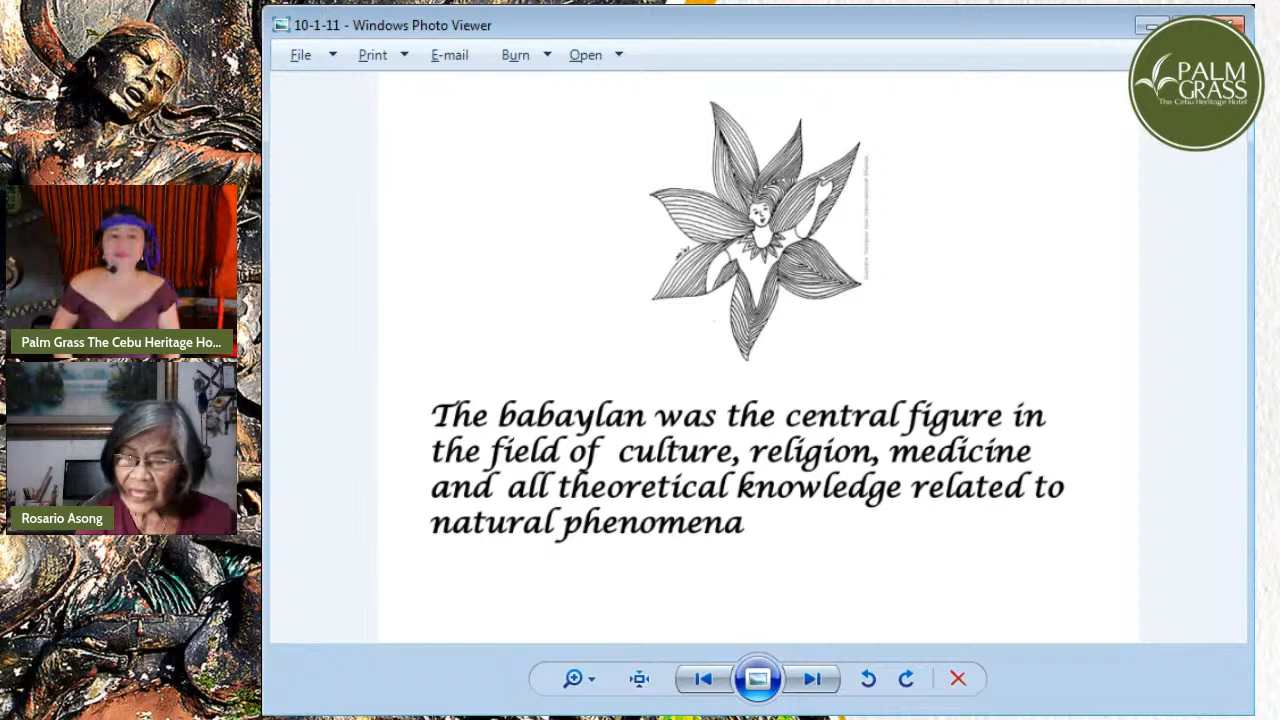 10-1-11 - Windows Photo Viewer
File Print E-mail Burn Open
PALM
GRASS
The Cebu Heritage Hotel
Palm Grass The Cebu Heritage Ho...
Rosario Asong
The babaylan was the central figure in
the field of culture, religion, medicine
and all theoretical knowledge related to
natural phenomena